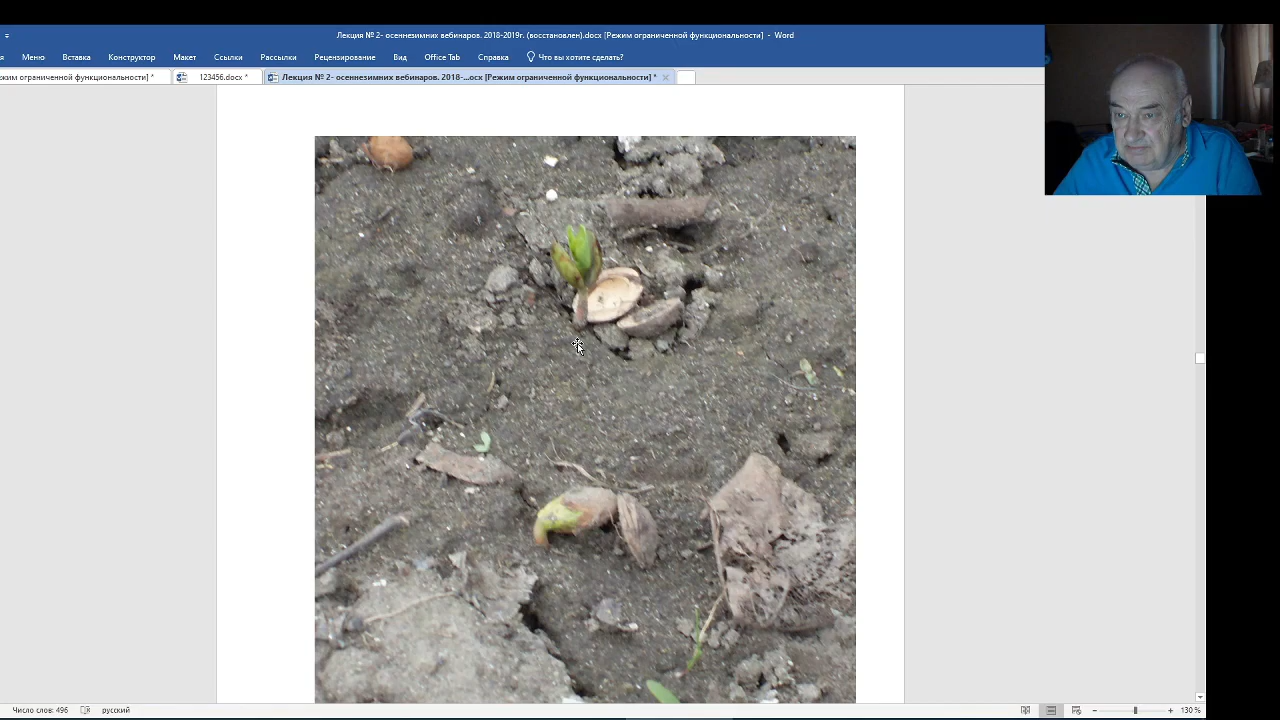 Лекция № 2- осеннезимних вебинаров. 2018-2019г. (восстановлен).docx [Режим ограниченной функциональности] - Word
Меню Вставка Конструктор Макет Ссылки Рассылки Рецензирование Вид Office Tab Справка Что вы хотите сделать?
жим ограниченной функциональности] * 123456.docx * Лекция № 2- осеннезимних вебинаров. 2018-...осх [Режим ограниченной функциональности] *
Число слов: 496 русский 130 %